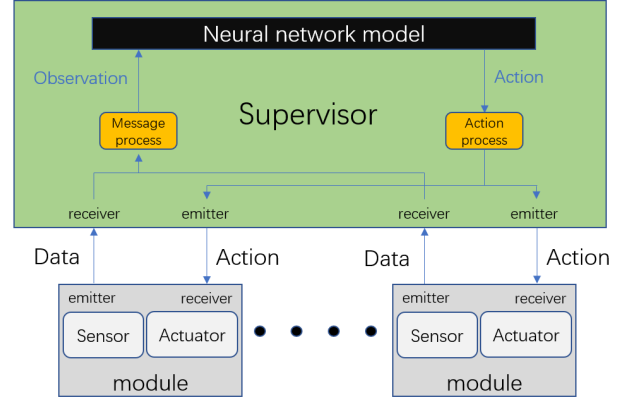 Neural network model
Observation
Action
Supervisor
Message
process
Action
process
receiver
emitter
receiver
emitter
Data
Action
Data
Action
emitter
receiver
emitter
receiver
Sensor
Actuator
Sensor
Actuator
module
module